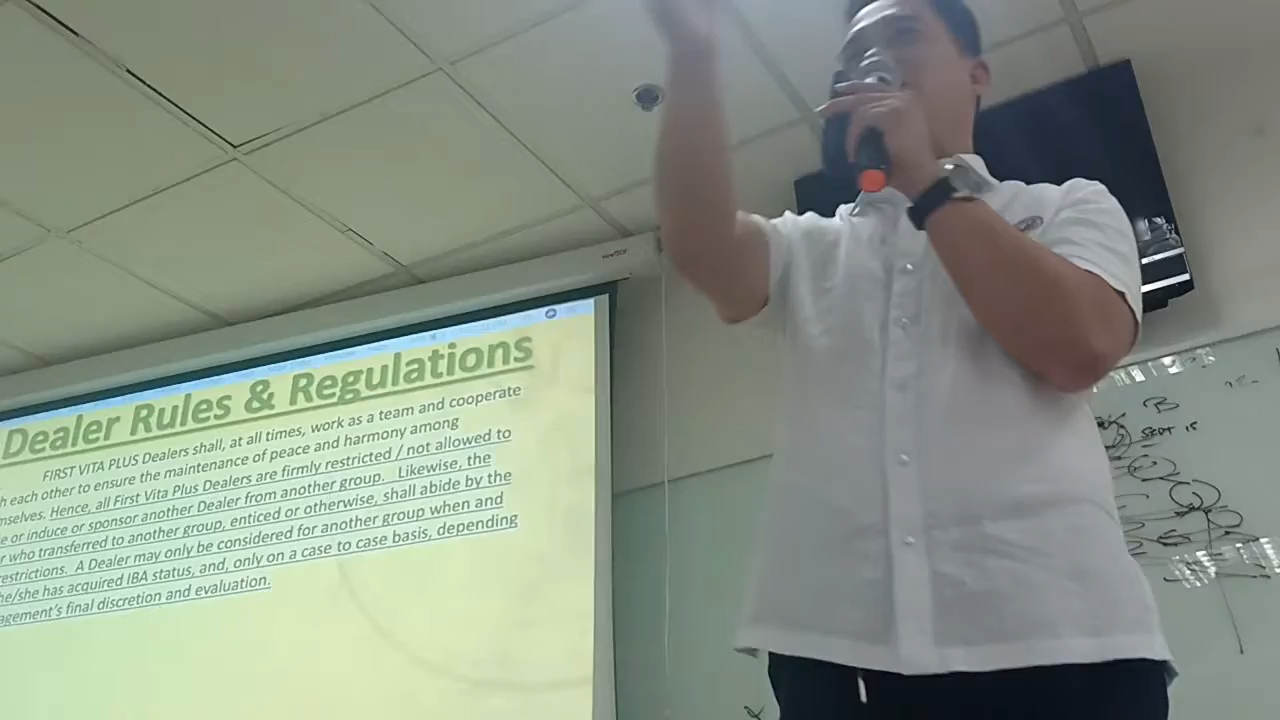 Dealer Rules & Regulations
FIRST VITA PLUS Dealers shall, at all times, work as a team and cooperate
h each other to ensure the maintenance of peace and harmony among
mselves. Hence, all First Vita Plus Dealers are firmly restricted / not allowed to
e or induce or sponsor another Dealer from another group. Likewise, the
r who transferred to another group, enticed or otherwise, shall abide by the
estrictions. A Dealer may only be considered for another group when and
he/she has acquired IBA status, and, only on a case to case basis, depending
agement's final discretion and evaluation.
B
SEPT 15